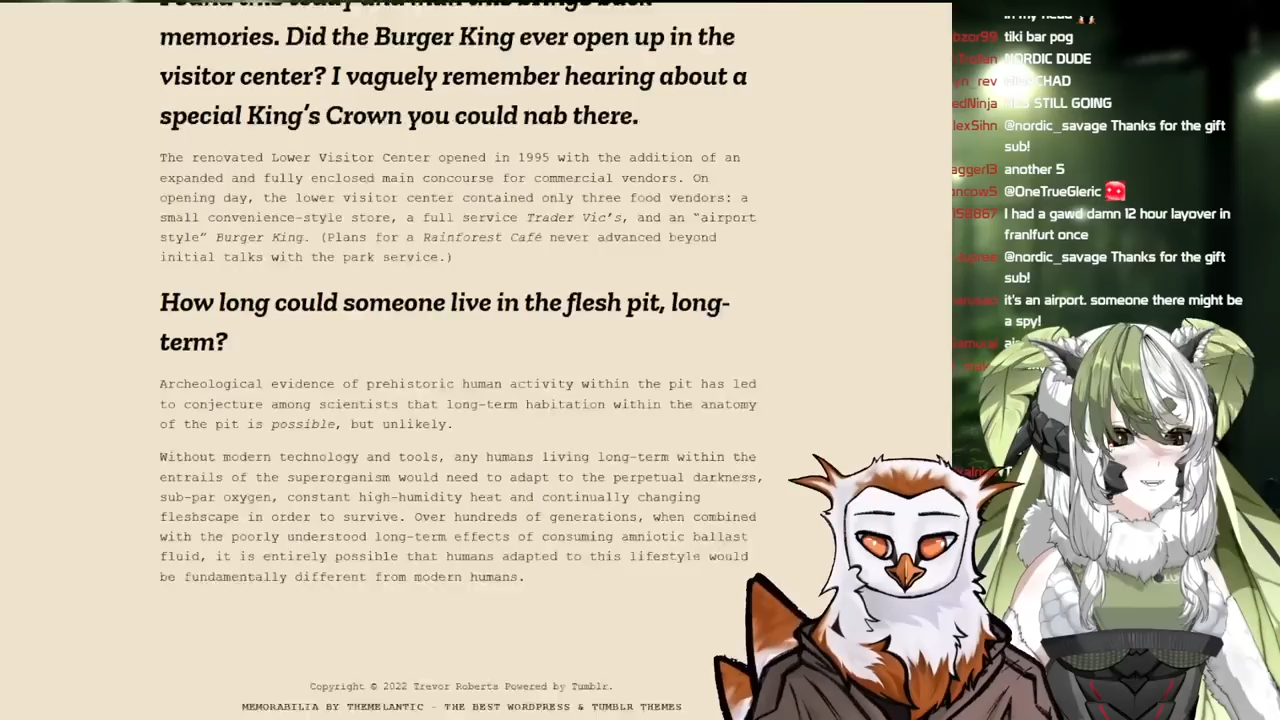 memories. Did the Burger King ever open up in the
visitor center? I vaguely remember hearing about a
special King's Crown you could nab there.
The renovated Lower Visitor Center opened in 1995 with the addition of an
expanded and fully enclosed main concourse for commercial vendors. On
opening day, the lower visitor center contained only three food vendors: a
small convenience-style store, a full service Trader Vic's, and an “airport
style” Burger King. (Plans for a Rainforest Café never advanced beyond
initial talks with the park service.)
How long could someone live in the flesh pit, long-
term?
Archeological evidence of prehistoric human activity within the pit has led
to conjecture among scientists that long-term habitation within the anatomy
of the pit is possible, but unlikely.
Without modern technology and tools, any humans living long-term within the
entrails of the superorganism would need to adapt to the perpetual darkness,
sub-par oxygen, constant high-humidity heat and continually changing
fleshscape in order to survive. Over hundreds of generations, when combined
with the poorly understood long-term effects of consuming amniotic ballast
fluid, it is entirely possible that humans adapted to this lifestyle would
be fundamentally different from modern humans.
Copyright © 2022 Trevor Roberts Powered by Tumblr.
MEMORABILIA BY THEMELANTIC - THE BEST WORDPRESS & TUMBLR THEMES
in my head
tiki bar pog
NORDIC DUDE
CHAD
STILL GOING
@nordic_savage Thanks for the gift
sub!
another 5
@OneTrueGleric
I had a gawd damn 12 hour layover in
franlfurt once
@nordic_savage Thanks for the gift
sub!
it's an airport. someone there might be
a spy!